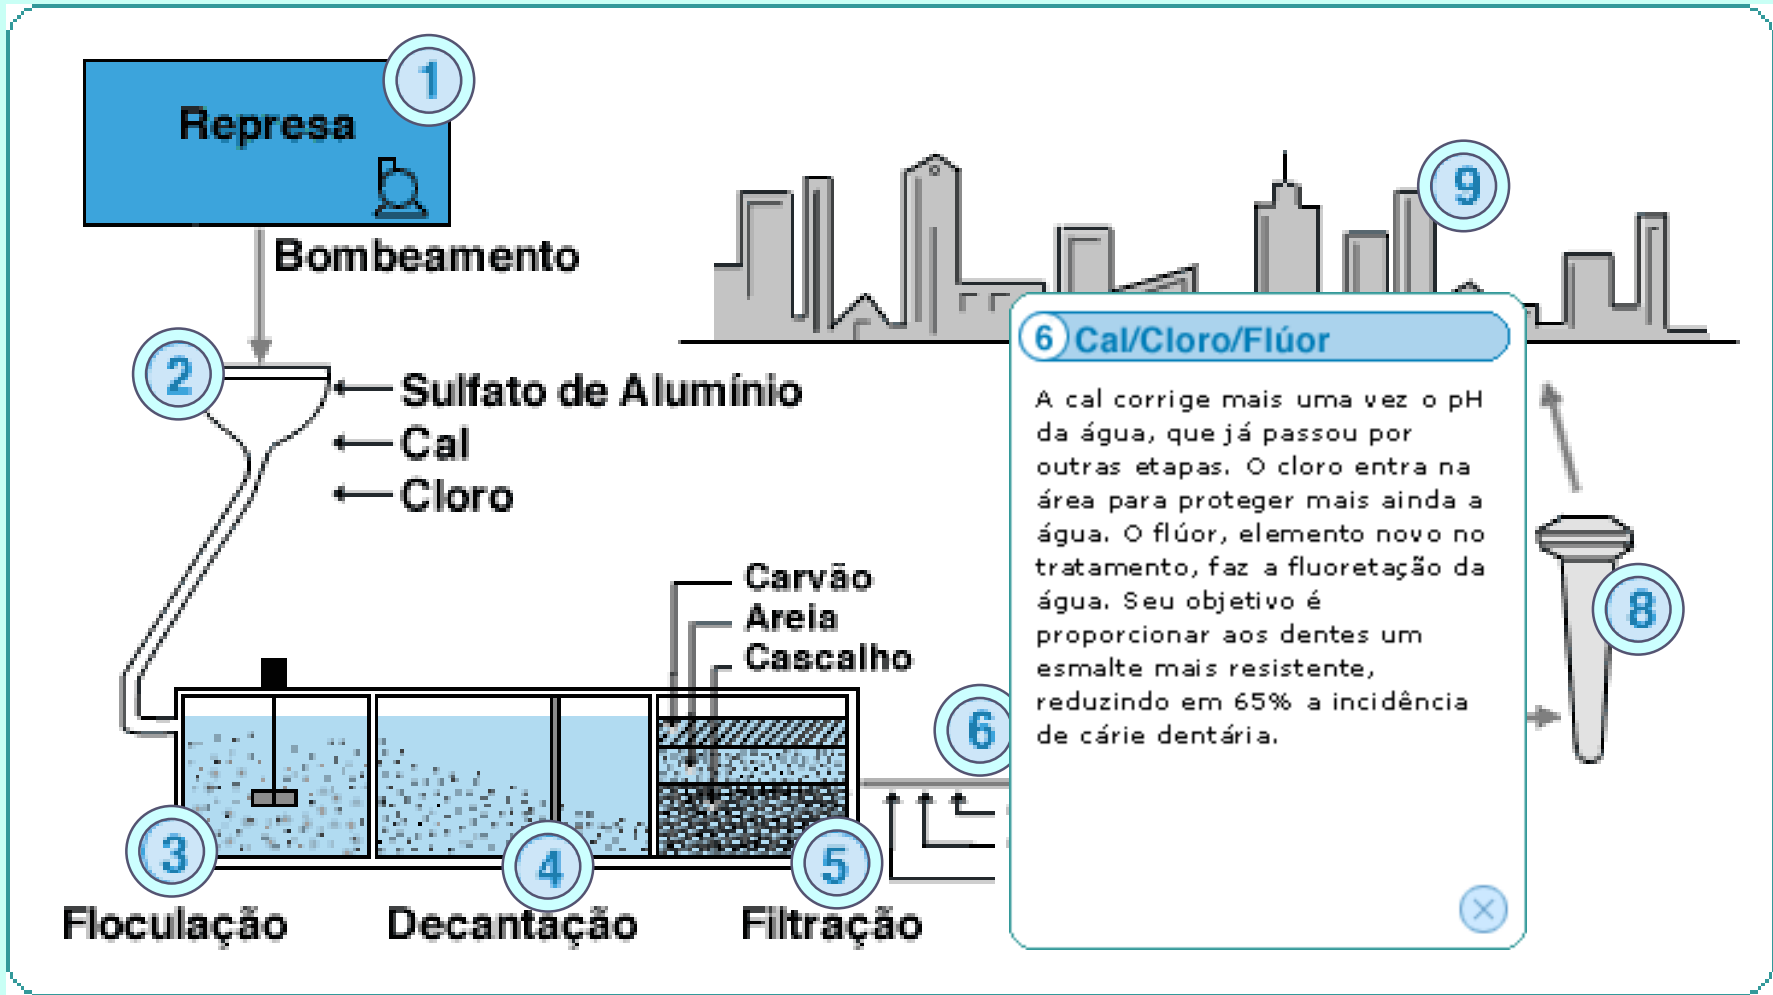 1
Represa
Bombeamento
2
Sulfato de Alumínio
Cal
Cloro
Carvão
Areia
Cascalho
3
4
5
Floculação
Decantação
Filtração
6
9
6 Cal/Cloro/Flúor
A cal corrige mais uma vez o pH
da água, que já passou por
outras etapas. O cloro entra na
área para proteger mais ainda a
água. O flúor, elemento novo no
tratamento, faz a fluoretação da
água. Seu objetivo é
proporcionar aos dentes um
esmalte mais resistente,
reduzindo em 65% a incidência
de cárie dentária.
8